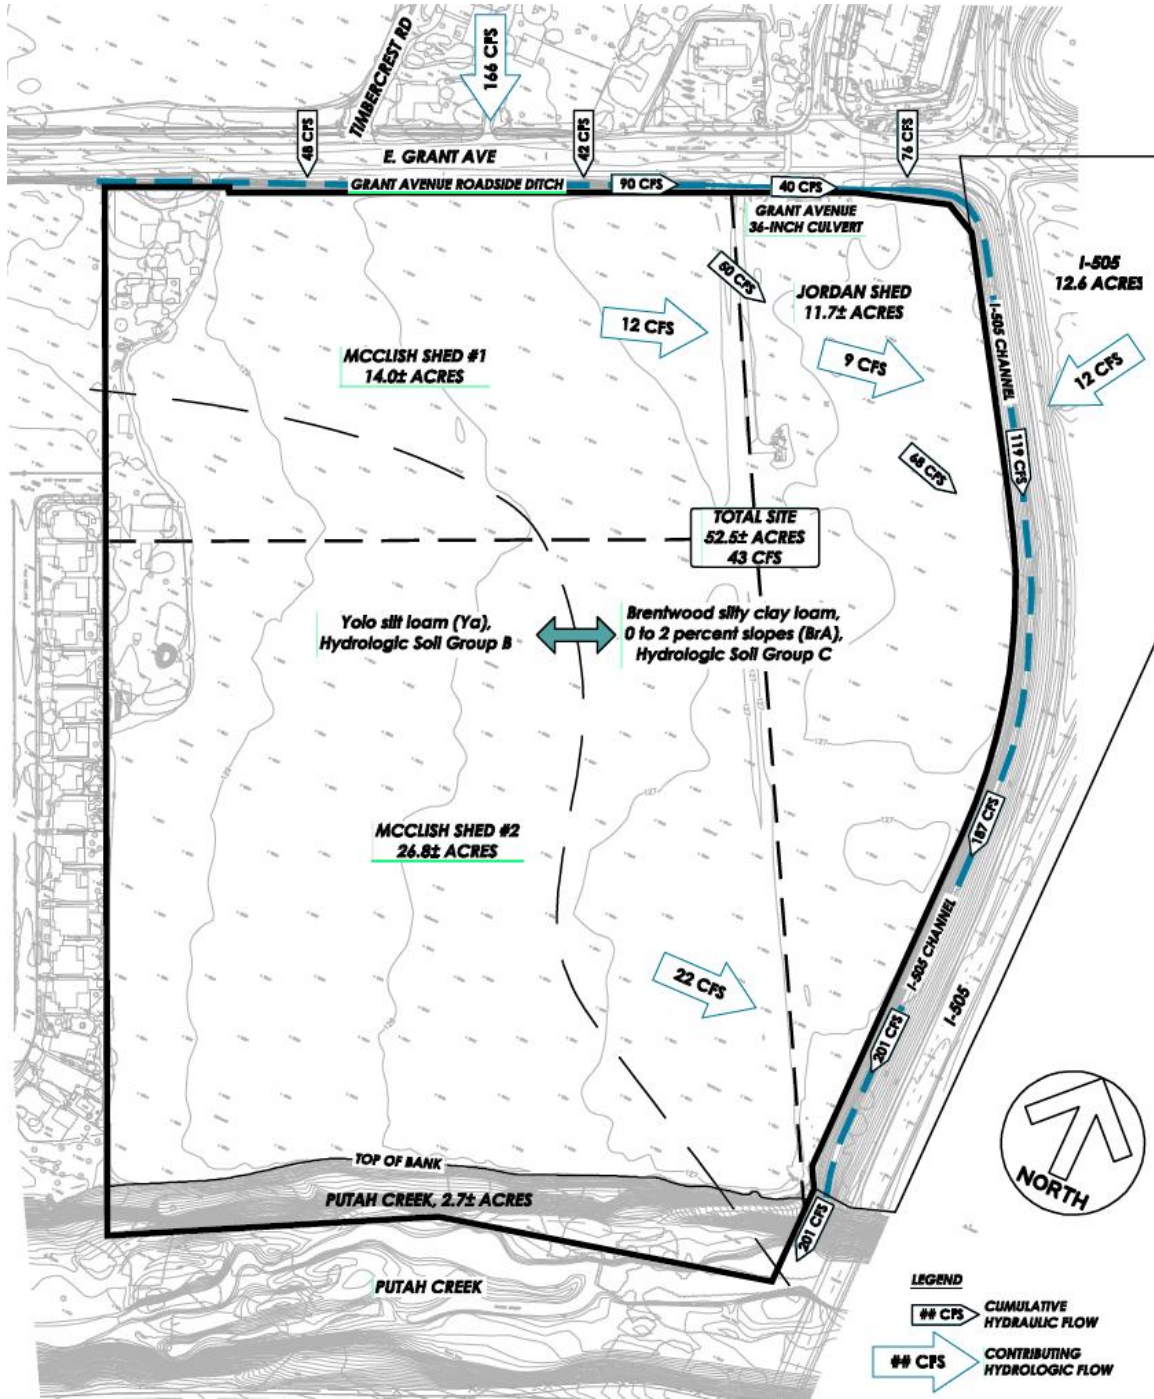 TIMBERCREST RD
166 CFS
48 CFS
42 CFS
76 CFS
E. GRANT AVE
GRANT AVENUE ROADSIDE DITCH
90 CFS
40 CFS
GRANT AVENUE
36-INCH CULVERT
I-505
12.6 ACRES
50 CFS
JORDAN SHED
11.7± ACRES
12 CFS
I-505 CHANNEL
MCCLISH SHED #1
14.0± ACRES
9 CFS
12 CFS
119 CFS
68 CFS
TOTAL SITE
52.5± ACRES
43 CFS
Yolo silt loam (Ya),
Hydrologic Soil Group B
Brentwood silty clay loam,
0 to 2 percent slopes (BrA),
Hydrologic Soil Group C
MCCLISH SHED #2
26.8± ACRES
187 CFS
I-505 CHANNEL
22 CFS
I-505
201 CFS
TOP OF BANK
PUTAH CREEK, 2.7± ACRES
201 CFS
NORTH
PUTAH CREEK
LEGEND
## CFS
CUMULATIVE
HYDRAULIC FLOW
## CFS
CONTRIBUTING
HYDROLOGIC FLOW